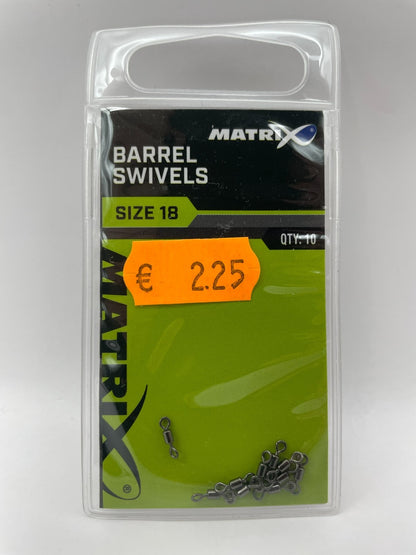 MATRIX
BARREL
SWIVELS
SIZE 18
QTY: 10
€ 2.25
MATRIX
®